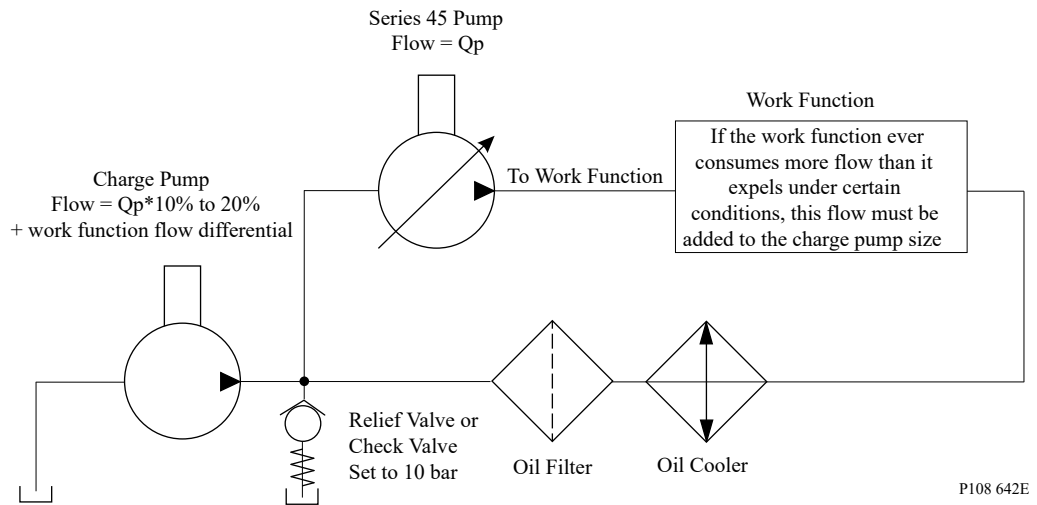 Series 45 Pump
Flow = Qp
Work Function
If the work function ever
consumes more flow than it
expels under certain
conditions, this flow must be
added to the charge pump size
To Work Function
Charge Pump
Flow = Qp*10% to 20%
+ work function flow differential
Relief Valve or
Check Valve
Set to 10 bar
Oil Filter
Oil Cooler
P108 642E